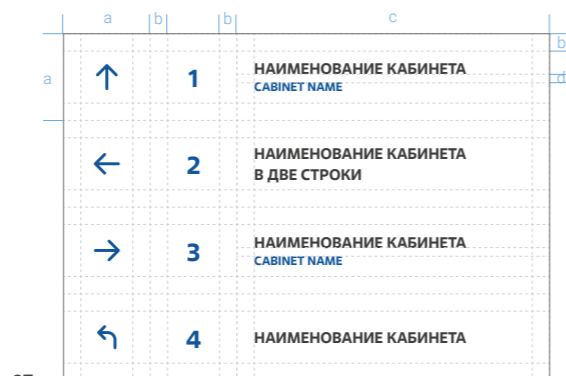 a b b c
b
a
d
1 НАИМЕНОВАНИЕ КАБИНЕТА
CABINET NAME
2 НАИМЕНОВАНИЕ КАБИНЕТА
В ДВЕ СТРОКИ
3 НАИМЕНОВАНИЕ КАБИНЕТА
CABINET NAME
4 НАИМЕНОВАНИЕ КАБИНЕТА